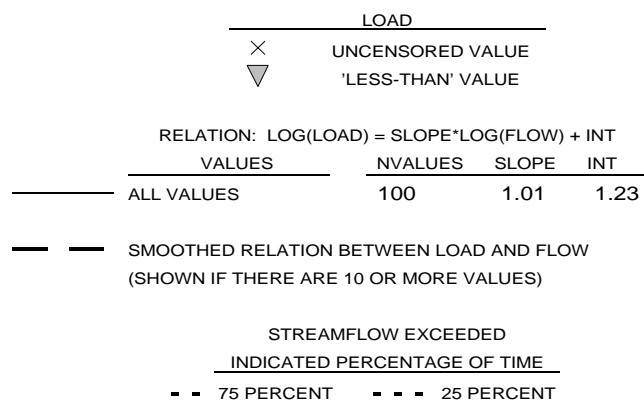 LOAD
UNCENSORED VALUE
'LESS-THAN' VALUE
RELATION: LOG(LOAD) = SLOPE*LOG(FLOW) + INT
VALUES NVALUES SLOPE INT
ALL VALUES 100 1.01 1.23
SMOOTHED RELATION BETWEEN LOAD AND FLOW
(SHOWN IF THERE ARE 10 OR MORE VALUES)
STREAMFLOW EXCEEDED
INDICATED PERCENTAGE OF TIME
75 PERCENT 25 PERCENT